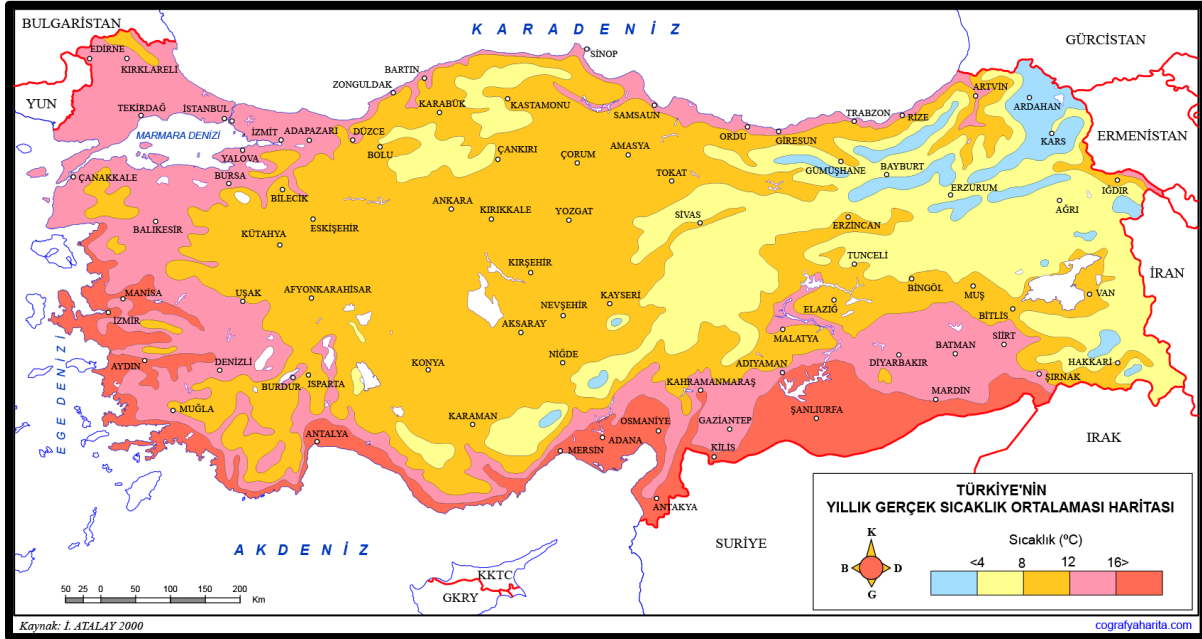 BULGARİSTAN
K A R A D E N İ Z
GÜRCİSTAN
EDİRNE
KIRKLARELİ
SİNOP
BARTIN
ZONGULDAK
ARTVİN
YUN
TEKİRDAĞ
İSTANBUL
KARABÜK
KASTAMONU
SAMSAUN
TRABZON
RİZE
ARDAHAN
ERMENİSTAN
MARMARA DENİZİ
İZMİT
ADAPAZARI
DÜZCE
BOLU
ORDU
GİRESUN
KARS
YALOVA
ÇANKIRI
ÇORUM
AMASYA
ÇANAKKALE
BURSA
BİLECİK
TOKAT
GÜMÜŞHANE
BAYBURT
ERZURUM
IĞDIR
ANKARA
KIRIKKALE
YOZGAT
SİVAS
AĞRI
BALIKESİR
KÜTAHYA
ESKİŞEHİR
ERZİNCAN
KIRŞEHİR
TUNCELİ
İRAN
MANİSA
UŞAK
AFYONKARAHİSAR
NEVŞEHİR
KAYSERİ
BİNGÖL
MUŞ
VAN
İZMİR
AKSARAY
ELAZIĞ
BİTLİS
MALATYA
SİİRT
BATMAN
EGE DENİZİ
AYDIN
DENİZLİ
KONYA
NİĞDE
ADIYAMAN
DİYARBAKIR
HAKKARİ
BURDUR
ISPARTA
KAHRAMANMARAŞ
ŞIRNAK
MARDİN
MUĞLA
KARAMAN
OSMANİYE
GAZİANTEP
ŞANLIURFA
ANTALYA
ADANA
MERSİN
KİLİS
IRAK
ANTAKYA
SURİYE
A K D E N İ Z
KKTC
GKRY
TÜRKİYE'NİN
YILLIK GERÇEK SICAKLIK ORTALAMASI HARİTASI
K
B D
G
Sıcaklık (ºC)
<4 8 12 16>
50 25 0 50 100 150 200
Km
Kaynak: İ. ATALAY 2000
cografyaharita.com